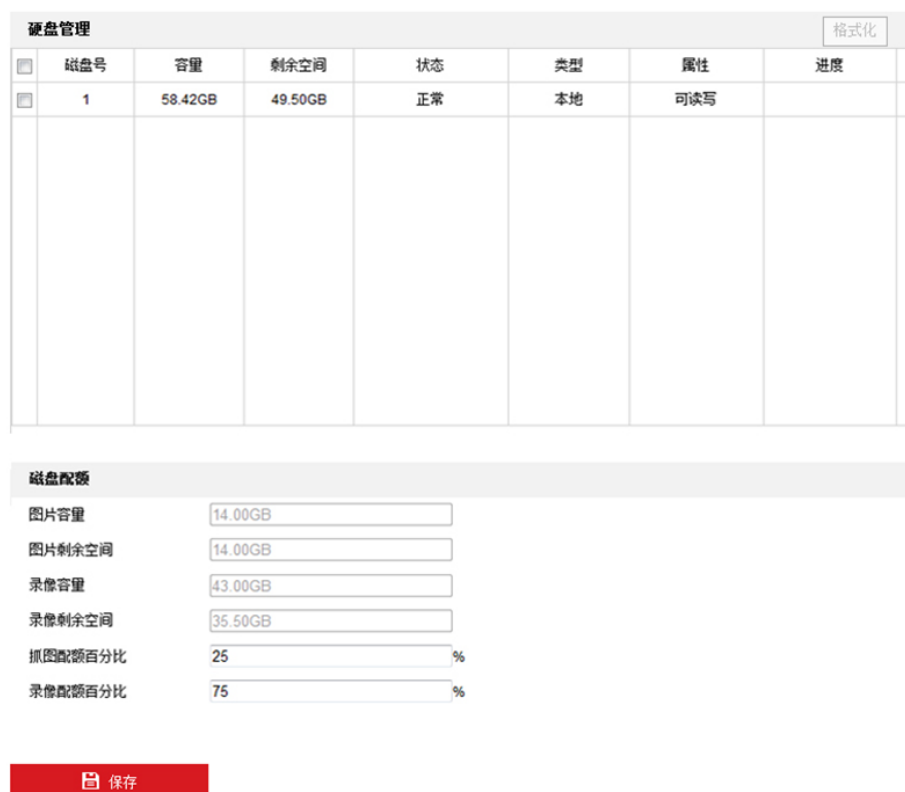 硬盘管理 格式化
磁盘号 容量 剩余空间 状态 类型 属性 进度
1 58.42GB 49.50GB 正常 本地 可读写
磁盘配额
图片容量 14.00GB
图片剩余空间 14.00GB
录像容量 43.00GB
录像剩余空间 35.50GB
抓图配额百分比 25 %
录像配额百分比 75 %
保存